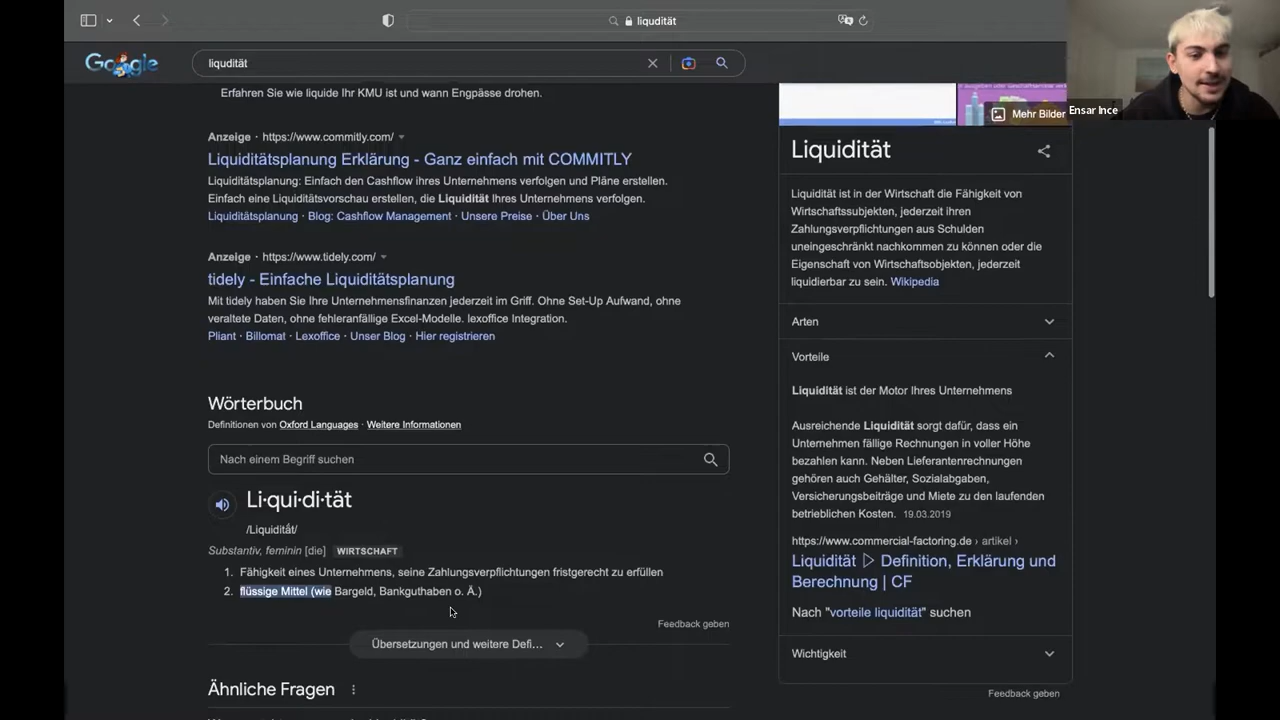 liqudität
Google
liqudität
Erfahren Sie wie liquide Ihr KMU ist und wann Engpässe drohen.
Anzeige · https://www.commitly.com/
Liquiditätsplanung Erklärung - Ganz einfach mit COMMITLY
Liquiditätsplanung: Einfach den Cashflow ihres Unternehmens verfolgen und Pläne erstellen.
Einfach eine Liquiditätsvorschau erstellen, die Liquidität Ihres Unternehmens verfolgen.
Liquiditätsplanung · Blog: Cashflow Management · Unsere Preise · Über Uns
Anzeige · https://www.tidely.com/
tidely - Einfache Liquiditätsplanung
Mit tidely haben Sie Ihre Unternehmensfinanzen jederzeit im Griff. Ohne Set-Up Aufwand, ohne
veraltete Daten, ohne fehleranfällige Excel-Modelle. lexoffice Integration.
Pliant · Billomat · Lexoffice · Unser Blog · Hier registrieren
Wörterbuch
Definitionen von Oxford Languages · Weitere Informationen
Nach einem Begriff suchen
Li·qui·di·tät
/Liquiditä́t/
Substantiv, feminin [die] WIRTSCHAFT
1. Fähigkeit eines Unternehmens, seine Zahlungsverpflichtungen fristgerecht zu erfüllen
2. flüssige Mittel (wie Bargeld, Bankguthaben o. Ä.)
Feedback geben
Übersetzungen und weitere Defi...
Ähnliche Fragen
Mehr Bilder
Ensar Ince
Liquidität
Liquidität ist in der Wirtschaft die Fähigkeit von
Wirtschaftssubjekten, jederzeit ihren
Zahlungsverpflichtungen aus Schulden
uneingeschränkt nachkommen zu können oder die
Eigenschaft von Wirtschaftsobjekten, jederzeit
liquidierbar zu sein. Wikipedia
Arten
Vorteile
Liquidität ist der Motor Ihres Unternehmens
Ausreichende Liquidität sorgt dafür, dass ein
Unternehmen fällige Rechnungen in voller Höhe
bezahlen kann. Neben Lieferantenrechnungen
gehören auch Gehälter, Sozialabgaben,
Versicherungsbeiträge und Miete zu den laufenden
betrieblichen Kosten. 19.03.2019
https://www.commercial-factoring.de › artikel ›
Liquidität ▷ Definition, Erklärung und
Berechnung | CF
Nach "vorteile liquidität" suchen
Wichtigkeit
Feedback geben